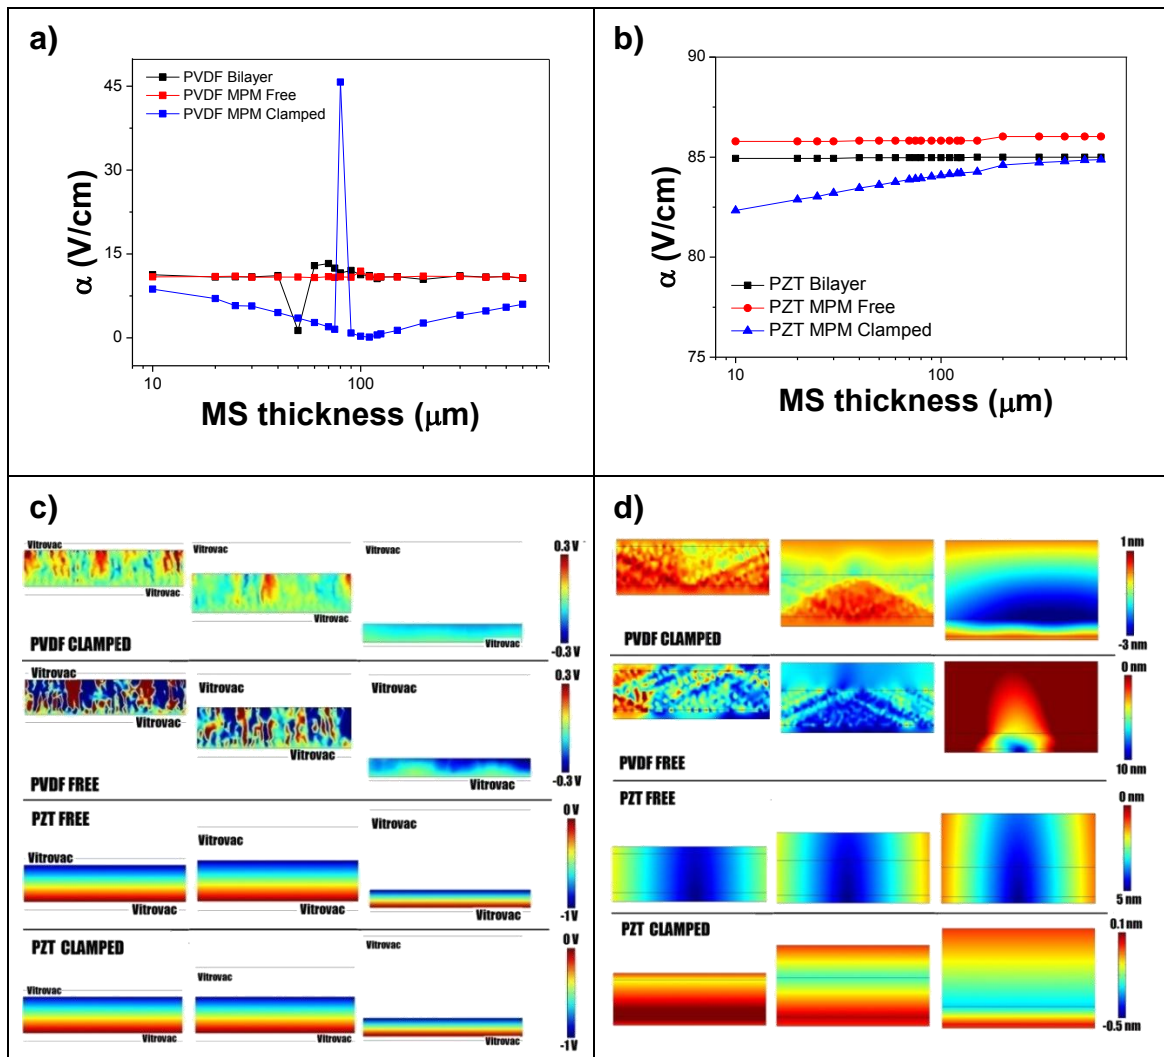 a)
PVDF Bilayer
PVDF MPM Free
PVDF MPM Clamped
45
30
15
0
α (V/cm)
10
100
MS thickness (μm)
b)
90
85
80
75
α (V/cm)
PZT Bilayer
PZT MPM Free
PZT MPM Clamped
10
100
MS thickness (μm)
c)
Vitrovac
Vitrovac
Vitrovac
0.3 V
Vitrovac
Vitrovac
Vitrovac
PVDF CLAMPED
-0.3 V
Vitrovac
Vitrovac
Vitrovac
0.3 V
Vitrovac
Vitrovac
Vitrovac
PVDF FREE
-0.3 V
PZT FREE
Vitrovac
Vitrovac
Vitrovac
0 V
Vitrovac
Vitrovac
Vitrovac
-1 V
PZT CLAMPED
Vitrovac
Vitrovac
Vitrovac
0 V
Vitrovac
Vitrovac
Vitrovac
-1 V
d)
1 nm
PVDF CLAMPED
-3 nm
0 nm
PVDF FREE
10 nm
PZT FREE
0 nm
5 nm
PZT CLAMPED
0.1 nm
-0.5 nm